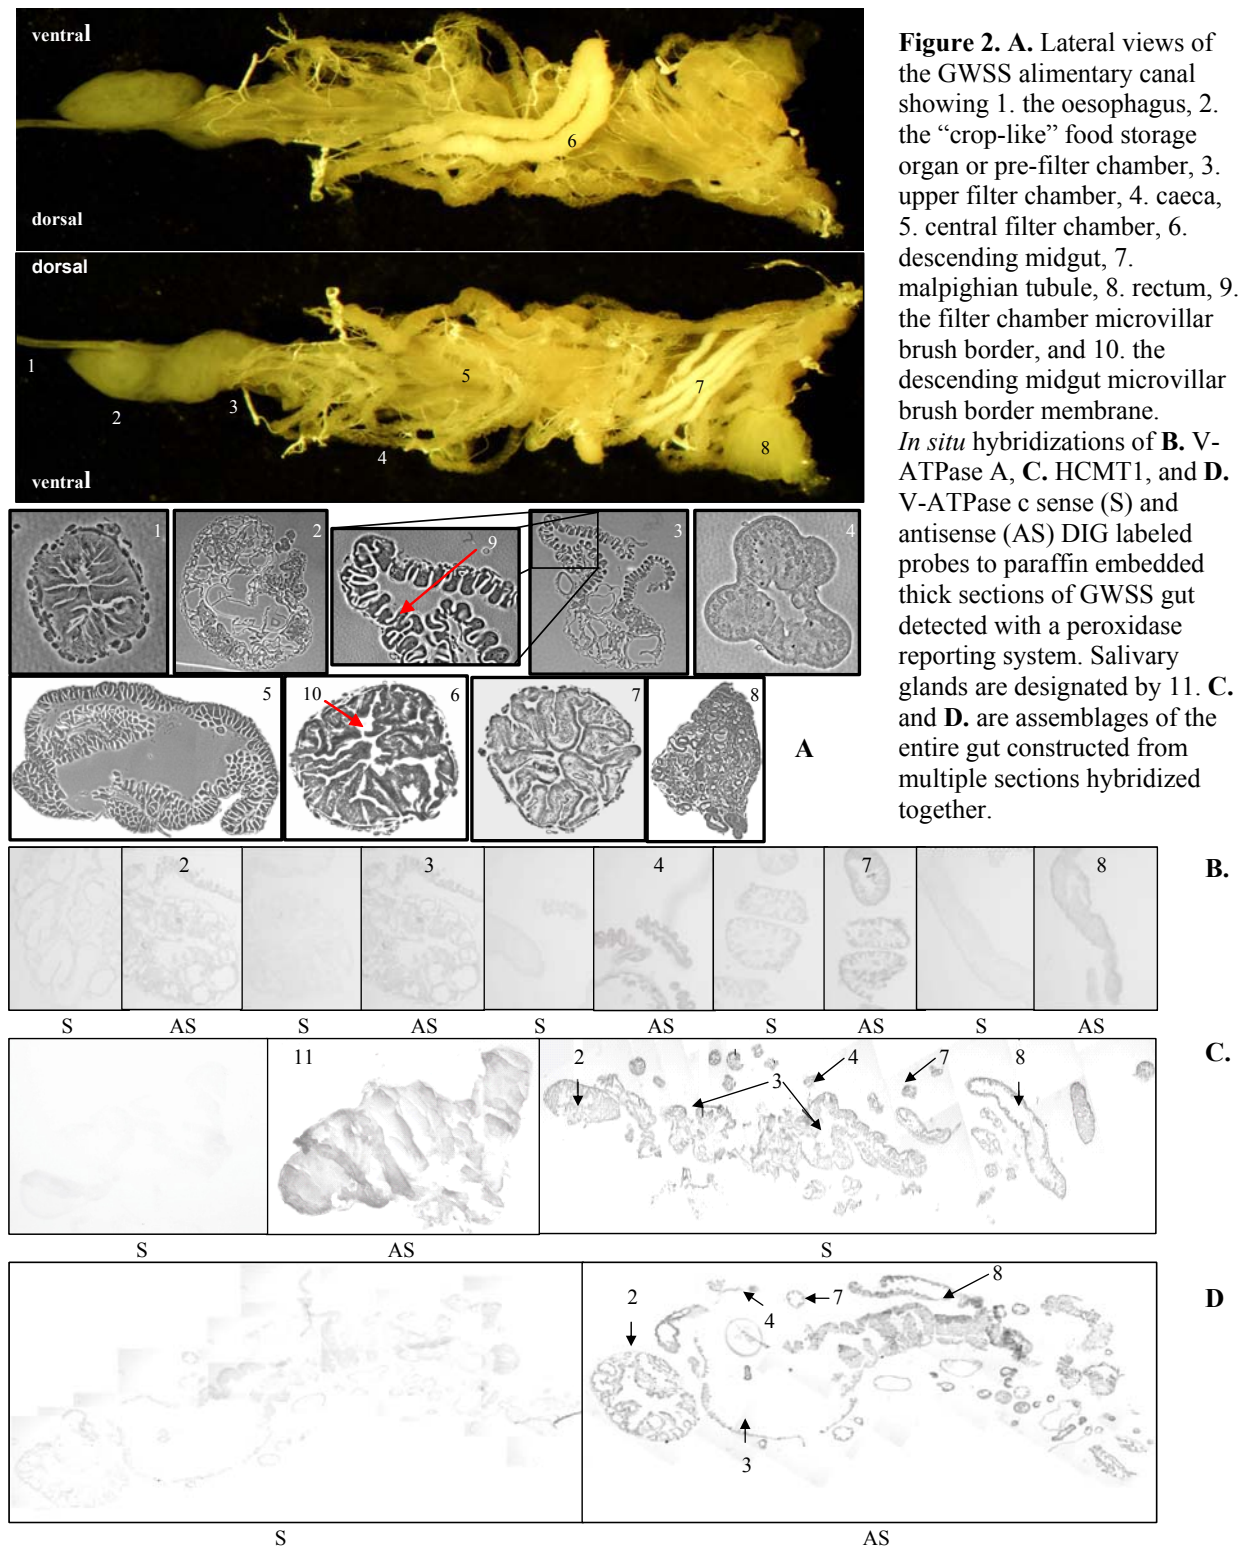 ventral
6
dorsal
dorsal
1
2
3
4
5
7
8
ventral
1
2
9
3
4
5
10
6
7
8
A
Figure 2. A. Lateral views of
the GWSS alimentary canal
showing 1. the oesophagus, 2.
the “crop-like” food storage
organ or pre-filter chamber, 3.
upper filter chamber, 4. caeca,
5. central filter chamber, 6.
descending midgut, 7.
malpighian tubule, 8. rectum, 9.
the filter chamber microvillar
brush border, and 10. the
descending midgut microvillar
brush border membrane.
In situ hybridizations of B. V-
ATPase A, C. HCMT1, and D.
V-ATPase c sense (S) and
antisense (AS) DIG labeled
probes to paraffin embedded
thick sections of GWSS gut
detected with a peroxidase
reporting system. Salivary
glands are designated by 11. C.
and D. are assemblages of the
entire gut constructed from
multiple sections hybridized
together.
2 3 4 7 8
B.
S AS S AS S AS S AS S AS
11 2 3 4 7 8
C.
S AS S
2 4 7 8 3
D
S AS